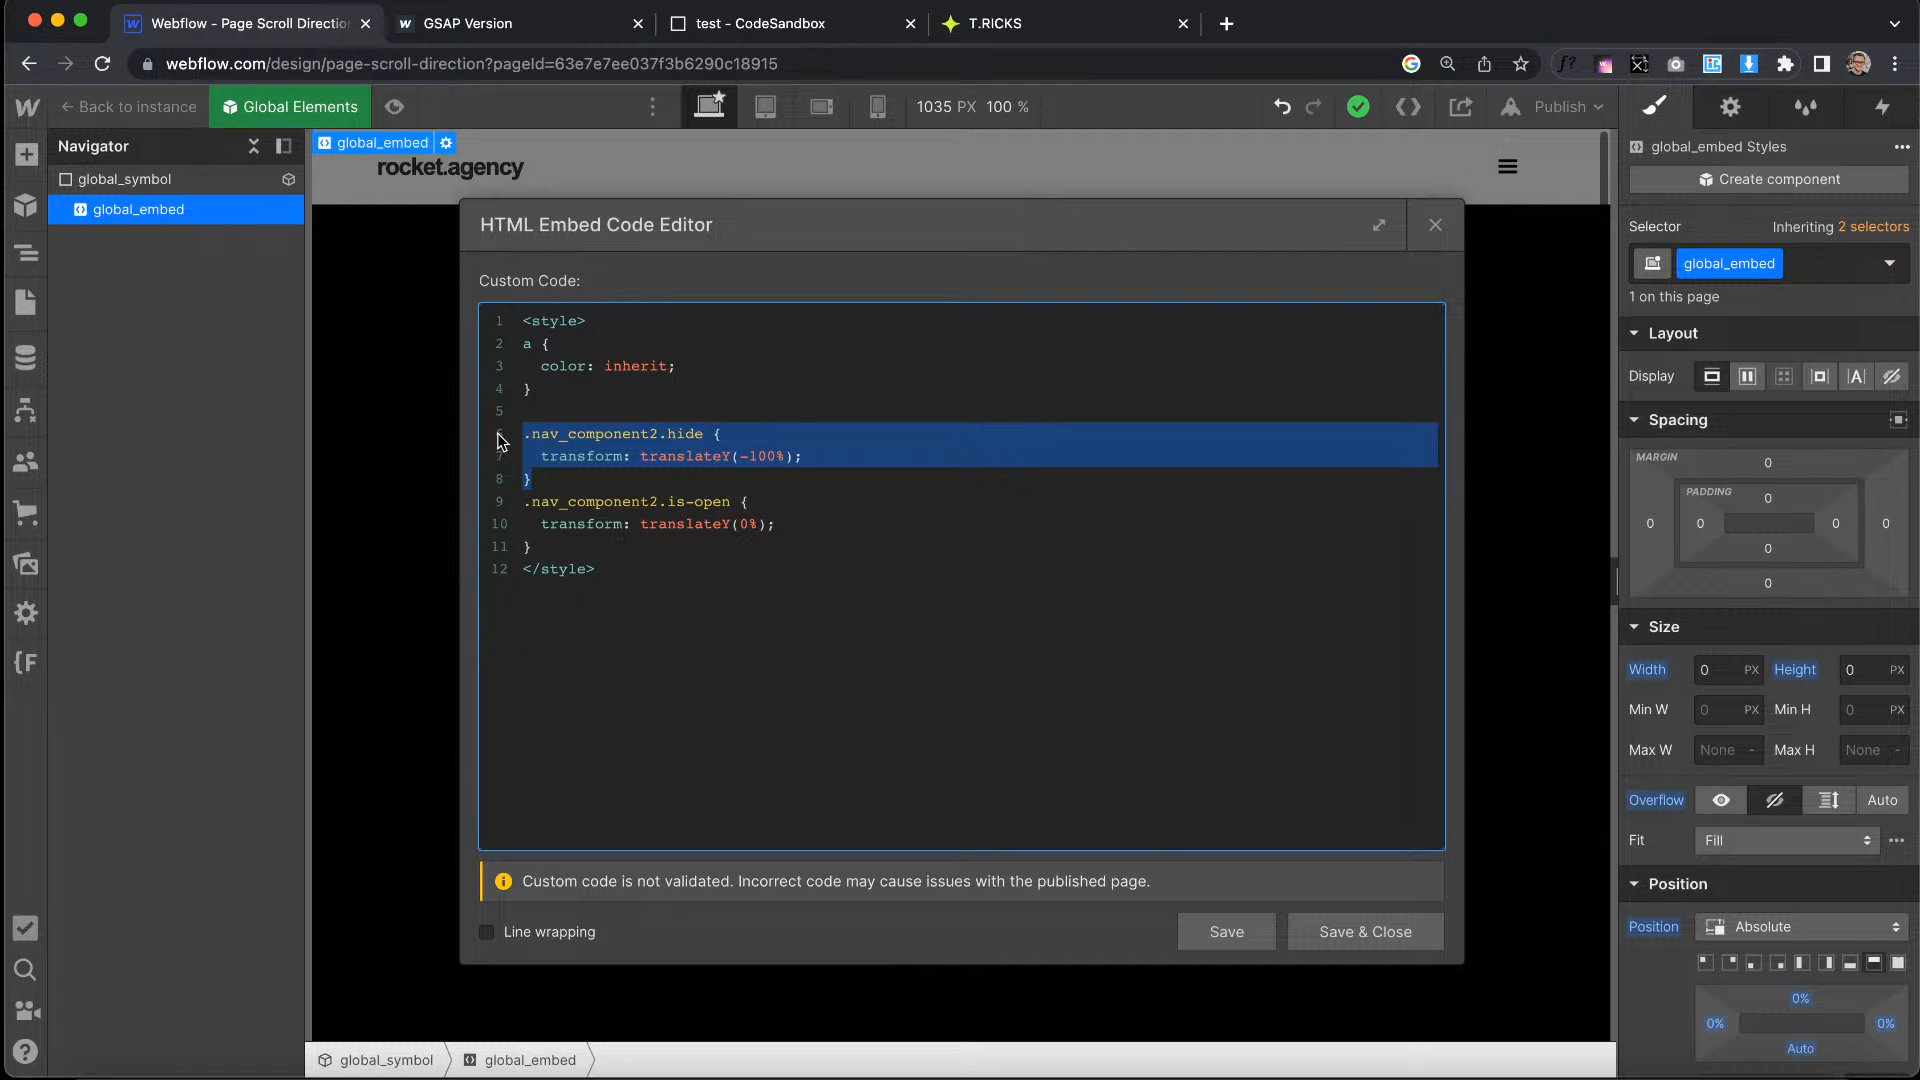 Webflow - Page Scroll Directio
GSAP Version
test - CodeSandbox
T.RICKS
webflow.com/design/page-scroll-direction?pageId=63e7e7ee037f3b6290c18915
Back to instance
Global Elements
1035 PX 100 %
Publish
Navigator
global_symbol
global_embed
global_embed
rocket.agency
HTML Embed Code Editor
Custom Code:
1 <style>
2 a {
3 color: inherit;
4 }
5
6 .nav_component2.hide {
7 transform: translateY(-100%);
8 }
9 .nav_component2.is-open {
10 transform: translateY(0%);
11 }
12 </style>
Custom code is not validated. Incorrect code may cause issues with the published page.
Line wrapping
Save
Save & Close
global_symbol
global_embed
global_embed Styles
Create component
Selector
Inheriting 2 selectors
global_embed
1 on this page
Layout
Display
Spacing
MARGIN
0
PADDING
0
0 0 0 0
0
0
Size
Width 0 PX Height 0 PX
Min W 0 PX Min H 0 PX
Max W None - Max H None -
Overflow Auto
Fit Fill
Position
Position Absolute
0%
0% 0%
Auto